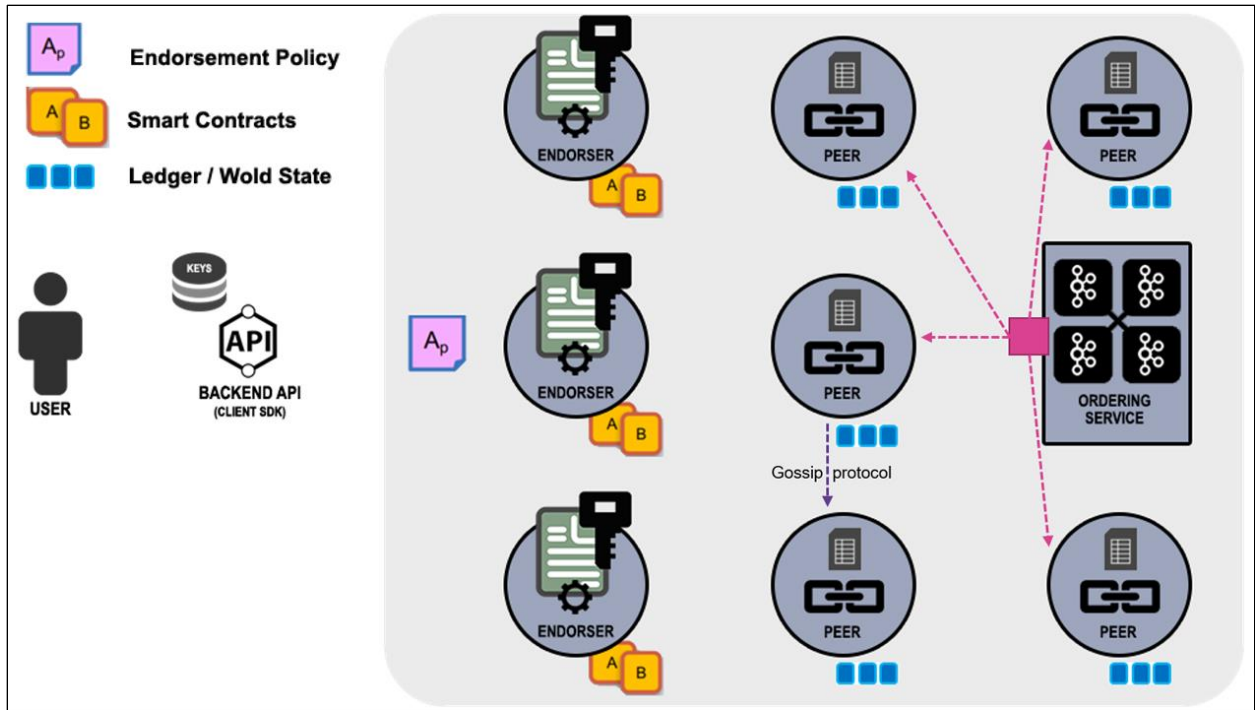 Ap
Endorsement Policy
A
B
Smart Contracts
Ledger / Wold State
KEYS
API
BACKEND API
(CLIENT SDK)
USER
Ap
ENDORSER
A
B
PEER
PEER
ENDORSER
A
B
PEER
ORDERING
SERVICE
Gossip protocol
ENDORSER
A
B
PEER
PEER